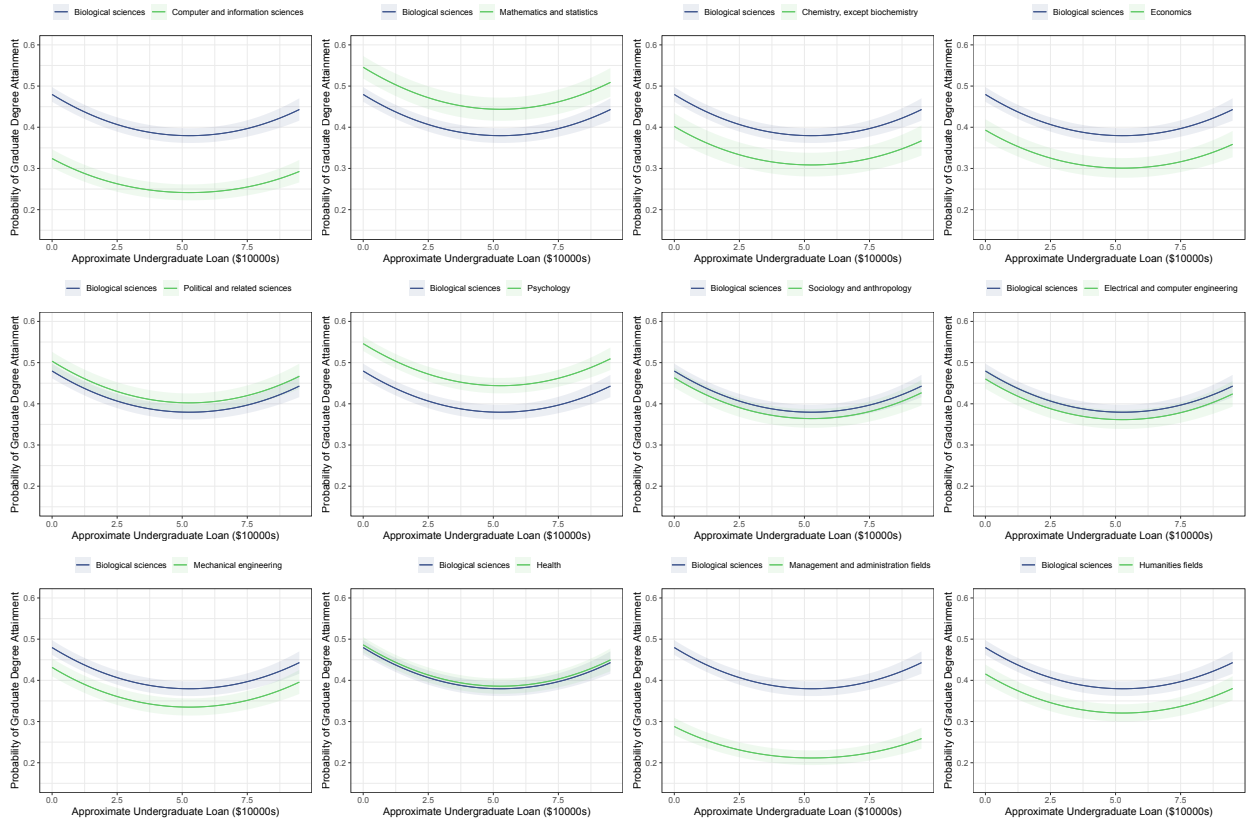 Biological sciences Computer and information sciences
Probability of Graduate Degree Attainment
0.6
0.5
0.4
0.3
0.2
0.0 2.5 5.0 7.5
Approximate Undergraduate Loan ($10000s)
Biological sciences Mathematics and statistics
Probability of Graduate Degree Attainment
0.6
0.5
0.4
0.3
0.2
0.0 2.5 5.0 7.5
Approximate Undergraduate Loan ($10000s)
Biological sciences Chemistry, except biochemistry
Probability of Graduate Degree Attainment
0.6
0.5
0.4
0.3
0.2
0.0 2.5 5.0 7.5
Approximate Undergraduate Loan ($10000s)
Biological sciences Economics
Probability of Graduate Degree Attainment
0.6
0.5
0.4
0.3
0.2
0.0 2.5 5.0 7.5
Approximate Undergraduate Loan ($10000s)
Biological sciences Political and related sciences
Probability of Graduate Degree Attainment
0.6
0.5
0.4
0.3
0.2
0.0 2.5 5.0 7.5
Approximate Undergraduate Loan ($10000s)
Biological sciences Psychology
Probability of Graduate Degree Attainment
0.6
0.5
0.4
0.3
0.2
0.0 2.5 5.0 7.5
Approximate Undergraduate Loan ($10000s)
Biological sciences Sociology and anthropology
Probability of Graduate Degree Attainment
0.6
0.5
0.4
0.3
0.2
0.0 2.5 5.0 7.5
Approximate Undergraduate Loan ($10000s)
Biological sciences Electrical and computer engineering
Probability of Graduate Degree Attainment
0.6
0.5
0.4
0.3
0.2
0.0 2.5 5.0 7.5
Approximate Undergraduate Loan ($10000s)
Biological sciences Mechanical engineering
Probability of Graduate Degree Attainment
0.6
0.5
0.4
0.3
0.2
0.0 2.5 5.0 7.5
Approximate Undergraduate Loan ($10000s)
Biological sciences Health
Probability of Graduate Degree Attainment
0.6
0.5
0.4
0.3
0.2
0.0 2.5 5.0 7.5
Approximate Undergraduate Loan ($10000s)
Biological sciences Management and administration fields
Probability of Graduate Degree Attainment
0.6
0.5
0.4
0.3
0.2
0.0 2.5 5.0 7.5
Approximate Undergraduate Loan ($10000s)
Biological sciences Humanities fields
Probability of Graduate Degree Attainment
0.6
0.5
0.4
0.3
0.2
0.0 2.5 5.0 7.5
Approximate Undergraduate Loan ($10000s)